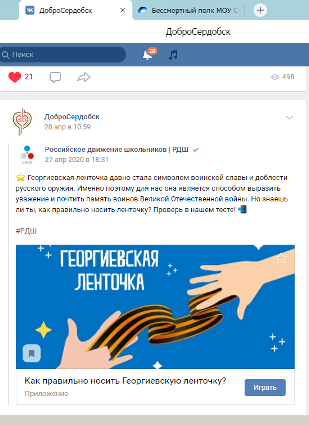 ДоброСердобск
Бессмертный полк МОУ С
ДоброСердобск
Поиск
28
21
498
ДоброСердобск
28 апр в 10:59
Российское движение школьников | РДШ
27 апр 2020 в 18:31
Георгиевская ленточка давно стала символом воинской славы и доблести
русского оружия. Именно поэтому для нас она является способом выразить
уважение и почтить память воинов Великой Отечественной войны. Но знаешь
ли ты, как правильно носить ленточку? Проверь в нашем тесте!
#РДШ
ГЕОРГИЕВСКАЯ
ЛЕНТОЧКА
Как правильно носить Георгиевскую ленточку?
Приложение
Играть